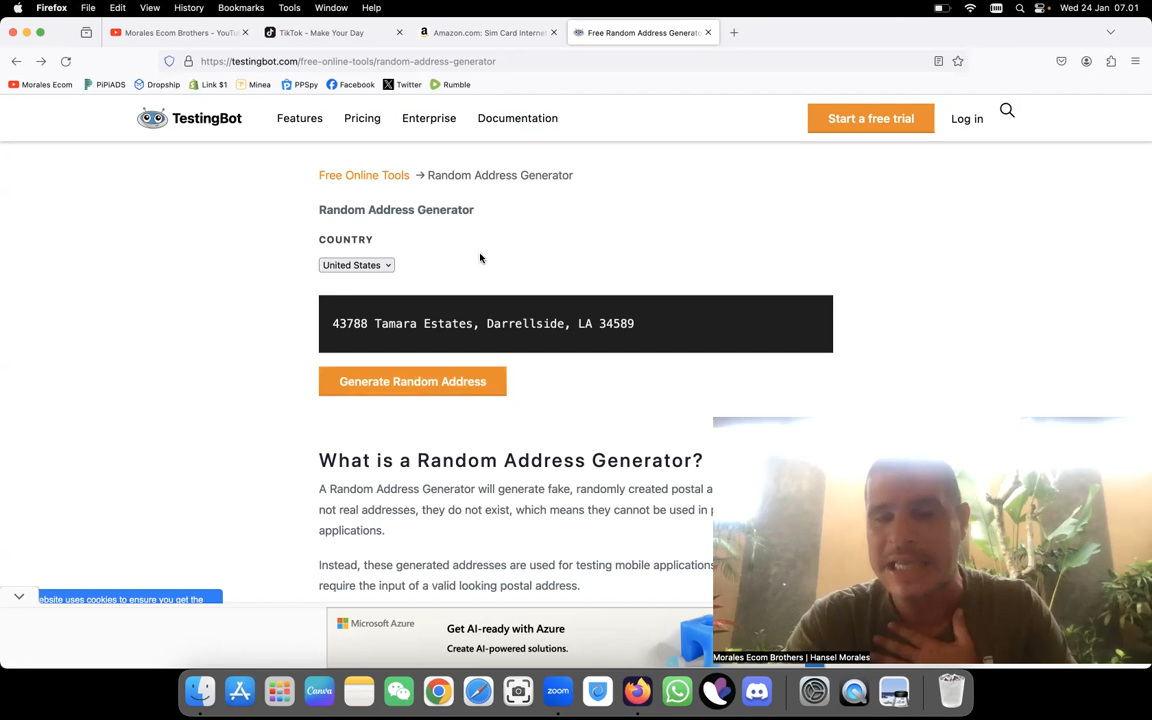 Firefox File Edit View History Bookmarks Tools Window Help Wed 24 Jan 07.01
Morales Ecom Brothers - YouTu TikTok - Make Your Day Amazon.com: Sim Card Internet Free Random Address Generato
https://testingbot.com/free-online-tools/random-address-generator
Morales Ecom PiPiADS Dropship Link $1 Minea PPSpy Facebook Twitter Rumble
TestingBot Features Pricing Enterprise Documentation Start a free trial Log in
Free Online Tools → Random Address Generator
Random Address Generator
COUNTRY
United States
43788 Tamara Estates, Darrellside, LA 34589
Generate Random Address
What is a Random Address Generator?
A Random Address Generator will generate fake, randomly created postal a
not real addresses, they do not exist, which means they cannot be used in
applications.
Instead, these generated addresses are used for testing mobile applications
require the input of a valid looking postal address.
ebsite uses cookies to ensure you get the
Microsoft Azure
Get AI-ready with Azure
Create AI-powered solutions.
Morales Ecom Brothers | Hansel Morales
Canva
zoom